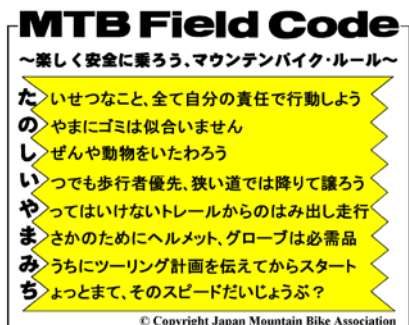 MTB Field Code
～楽しく安全に乗ろう、マウンテンバイク・ルール～
たいせつなこと、全て自分の責任で行動しよう
のやまにゴミは似合いません
しぜんや動物をいたわろう
いつでも歩行者優先、狭い道では降りて譲ろう
やってはいけないトレールからのはみ出し走行
まさかのためにヘルメット、グローブは必需品
みうちにツーリング計画を伝えてからスタート
ちょっとまて、そのスピードだいじょうぶ？
© Copyright Japan Mountain Bike Association